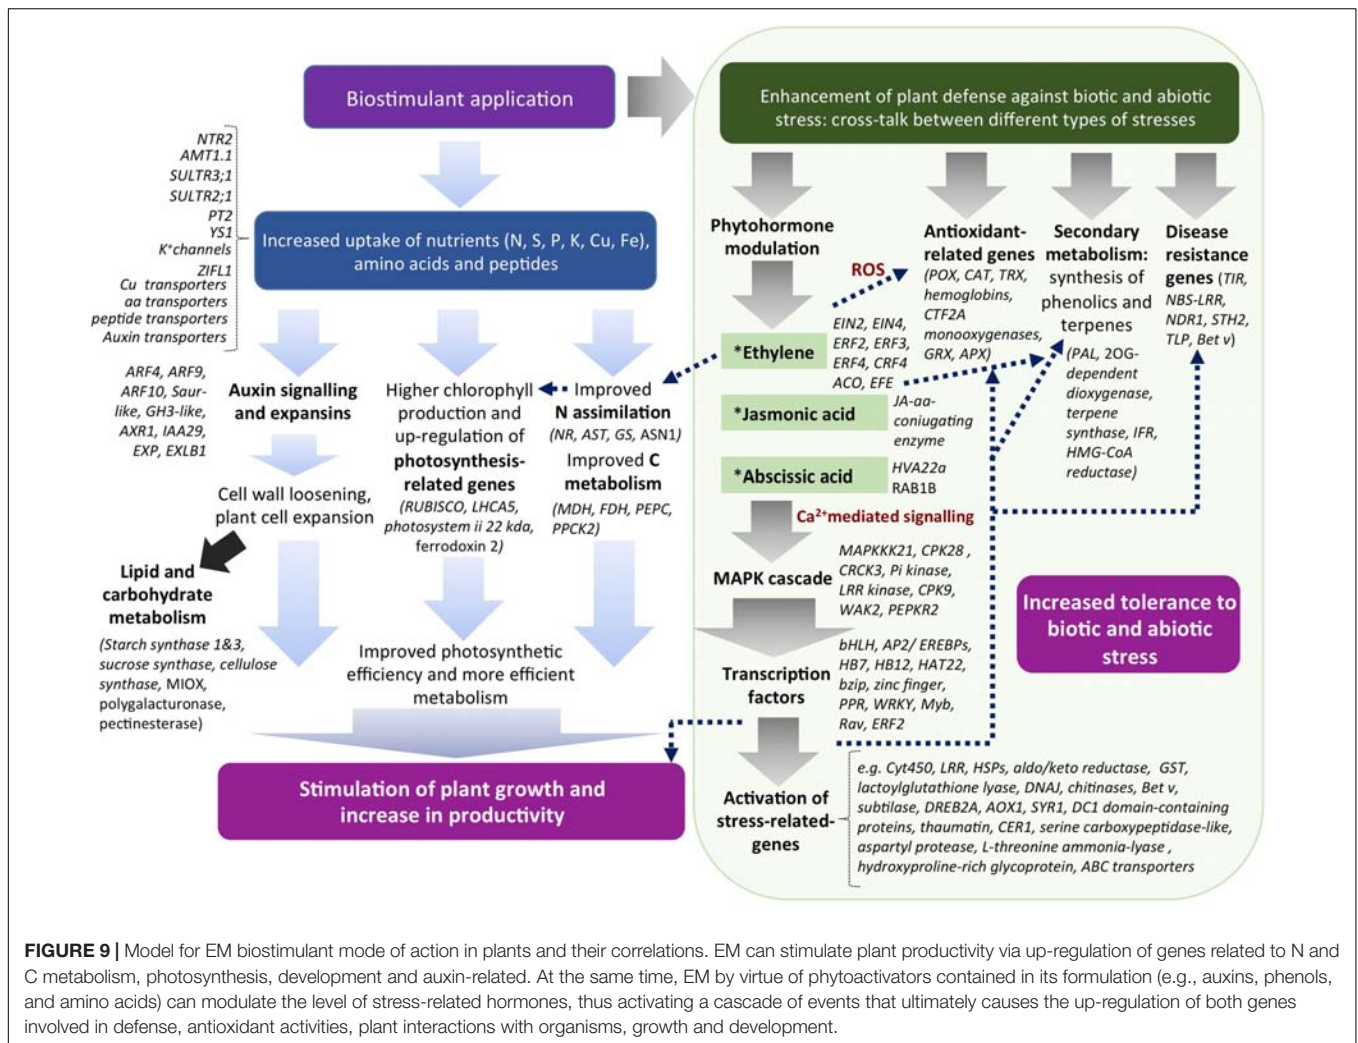 Biostimulant application
Enhancement of plant defense against biotic and abiotic
stress: cross-talk between different types of stresses
NTR2
AMT1.1
SULTR3;1
SULTR2;1
PT2
YS1
K⁺channels
ZIFL1
Cu transporters
aa transporters
peptide transporters
Auxin transporters
Increased uptake of nutrients (N, S, P, K, Cu, Fe),
amino acids and peptides
ARF4, ARF9,
ARF10, Saur-
like, GH3-like,
AXR1, IAA29,
EXP, EXLB1
Auxin signalling
and expansins
Cell wall loosening,
plant cell expansion
Lipid and
carbohydrate
metabolism
(Starch synthase 1&3,
sucrose synthase, cellulose
synthase, MIOX,
polygalacturonase,
pectinesterase)
Higher chlorophyll
production and
up-regulation of
photosynthesis-
related genes
(RUBISCO, LHCA5,
photosystem ii 22 kda,
ferrodoxin 2)
Improved
N assimilation
(NR, AST, GS, ASN1)
Improved C
metabolism
(MDH, FDH, PEPC,
PPCK2)
Improved photosynthetic
efficiency and more efficient
metabolism
Stimulation of plant growth and
increase in productivity
Phytohormone
modulation
ROS
*Ethylene
EIN2, EIN4,
ERF2, ERF3,
ERF4, CRF4
ACO, EFE
*Jasmonic acid
JA-aa-
coniugating
enzyme
*Abscissic acid
HVA22a
RAB1B
Ca²⁺mediated signalling
MAPK cascade
MAPKKK21, CPK28 ,
CRCK3, Pi kinase,
LRR kinase, CPK9,
WAK2, PEPKR2
Transcription
factors
bHLH, AP2/ EREBPs,
HB7, HB12, HAT22,
bzip, zinc finger,
PPR, WRKY, Myb,
Rav, ERF2
Activation of
stress-related-
genes
e.g. Cyt450, LRR, HSPs, aldo/keto reductase, GST,
lactoylglutathione lyase, DNAJ, chitinases, Bet v,
subtilase, DREB2A, AOX1, SYR1, DC1 domain-containing
proteins, thaumatin, CER1, serine carboxypeptidase-like,
aspartyl protease, L-threonine ammonia-lyase ,
hydroxyproline-rich glycoprotein, ABC transporters
Antioxidant-
related genes
(POX, CAT, TRX,
hemoglobins,
CTF2A
monooxygenases,
GRX, APX)
Secondary
metabolism:
synthesis of
phenolics and
terpenes
(PAL, 2OG-
dependent
dioxygenase,
terpene
synthase, IFR,
HMG-CoA
reductase)
Disease
resistance
genes (TIR,
NBS-LRR,
NDR1, STH2,
TLP, Bet v)
Increased tolerance to
biotic and abiotic
stress
FIGURE 9 | Model for EM biostimulant mode of action in plants and their correlations. EM can stimulate plant productivity via up-regulation of genes related to N and
C metabolism, photosynthesis, development and auxin-related. At the same time, EM by virtue of phytoactivators contained in its formulation (e.g., auxins, phenols,
and amino acids) can modulate the level of stress-related hormones, thus activating a cascade of events that ultimately causes the up-regulation of both genes
involved in defense, antioxidant activities, plant interactions with organisms, growth and development.